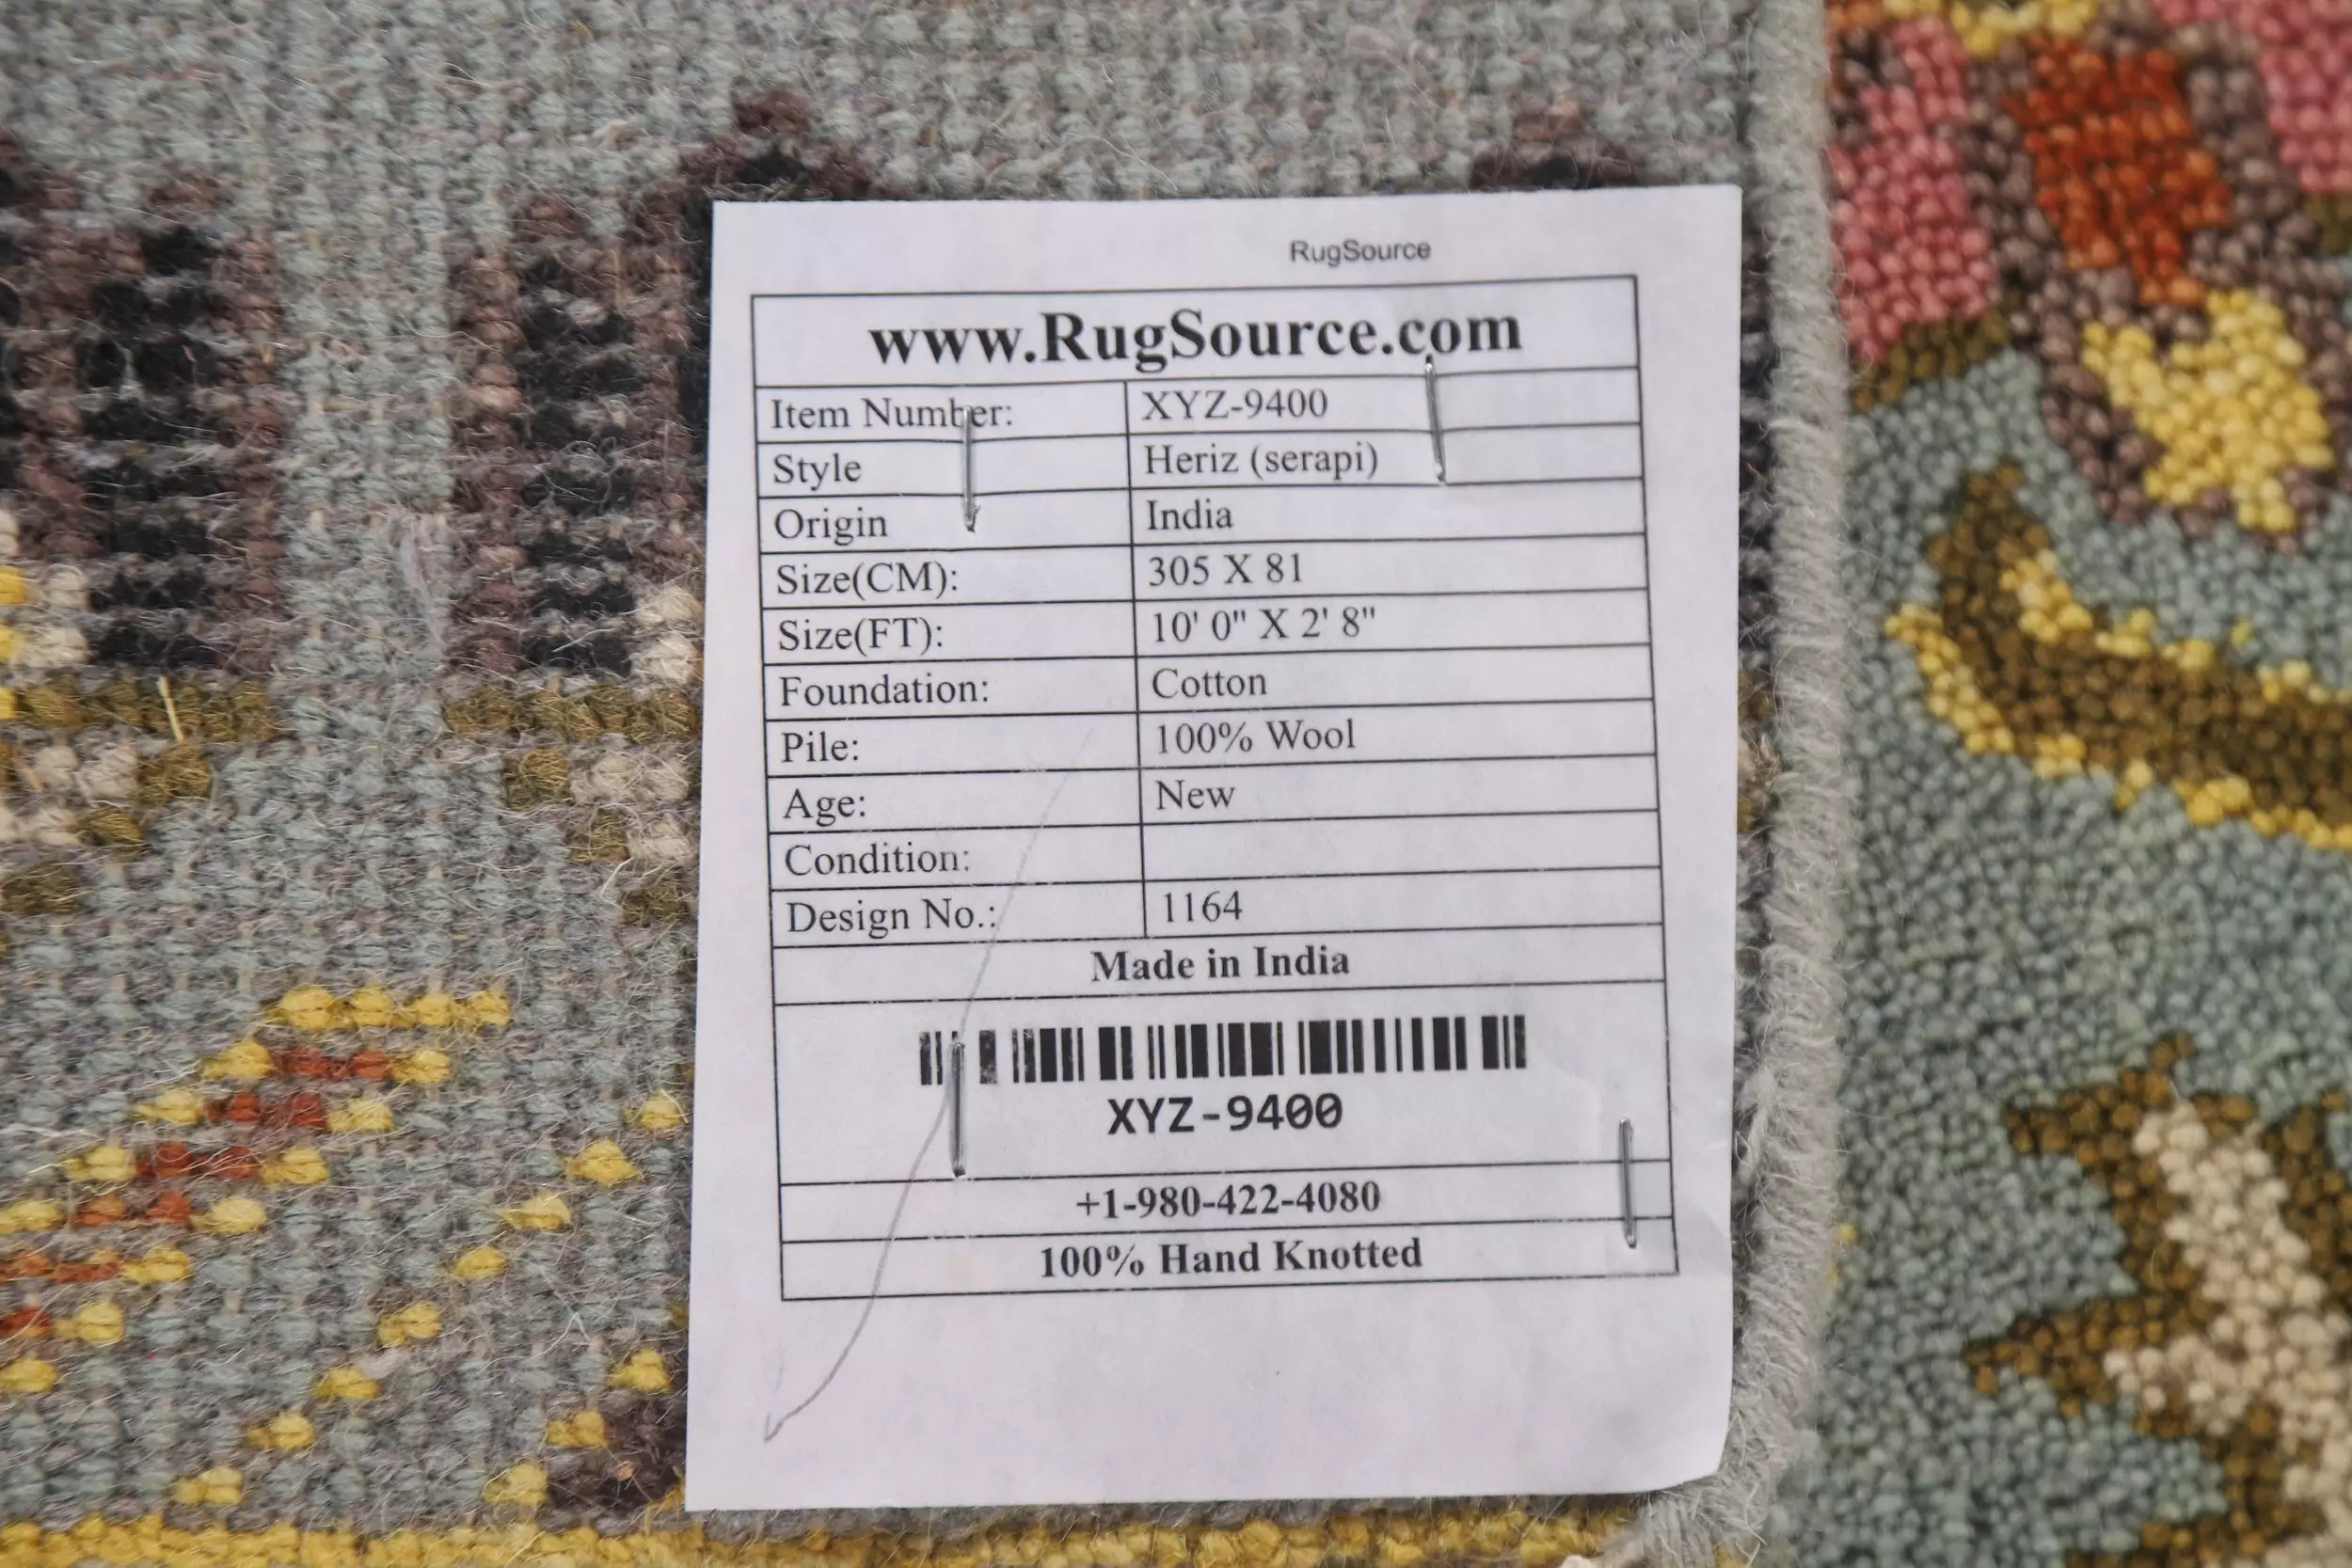 RugSource
www.RugSource.com
Item Number: XYZ-9400
Style Heriz (serapi)
Origin India
Size(CM): 305 X 81
Size(FT): 10' 0" X 2' 8"
Foundation: Cotton
Pile: 100% Wool
Age: New
Condition:
Design No.: 1164
Made in India
XYZ-9400
+1-980-422-4080
100% Hand Knotted